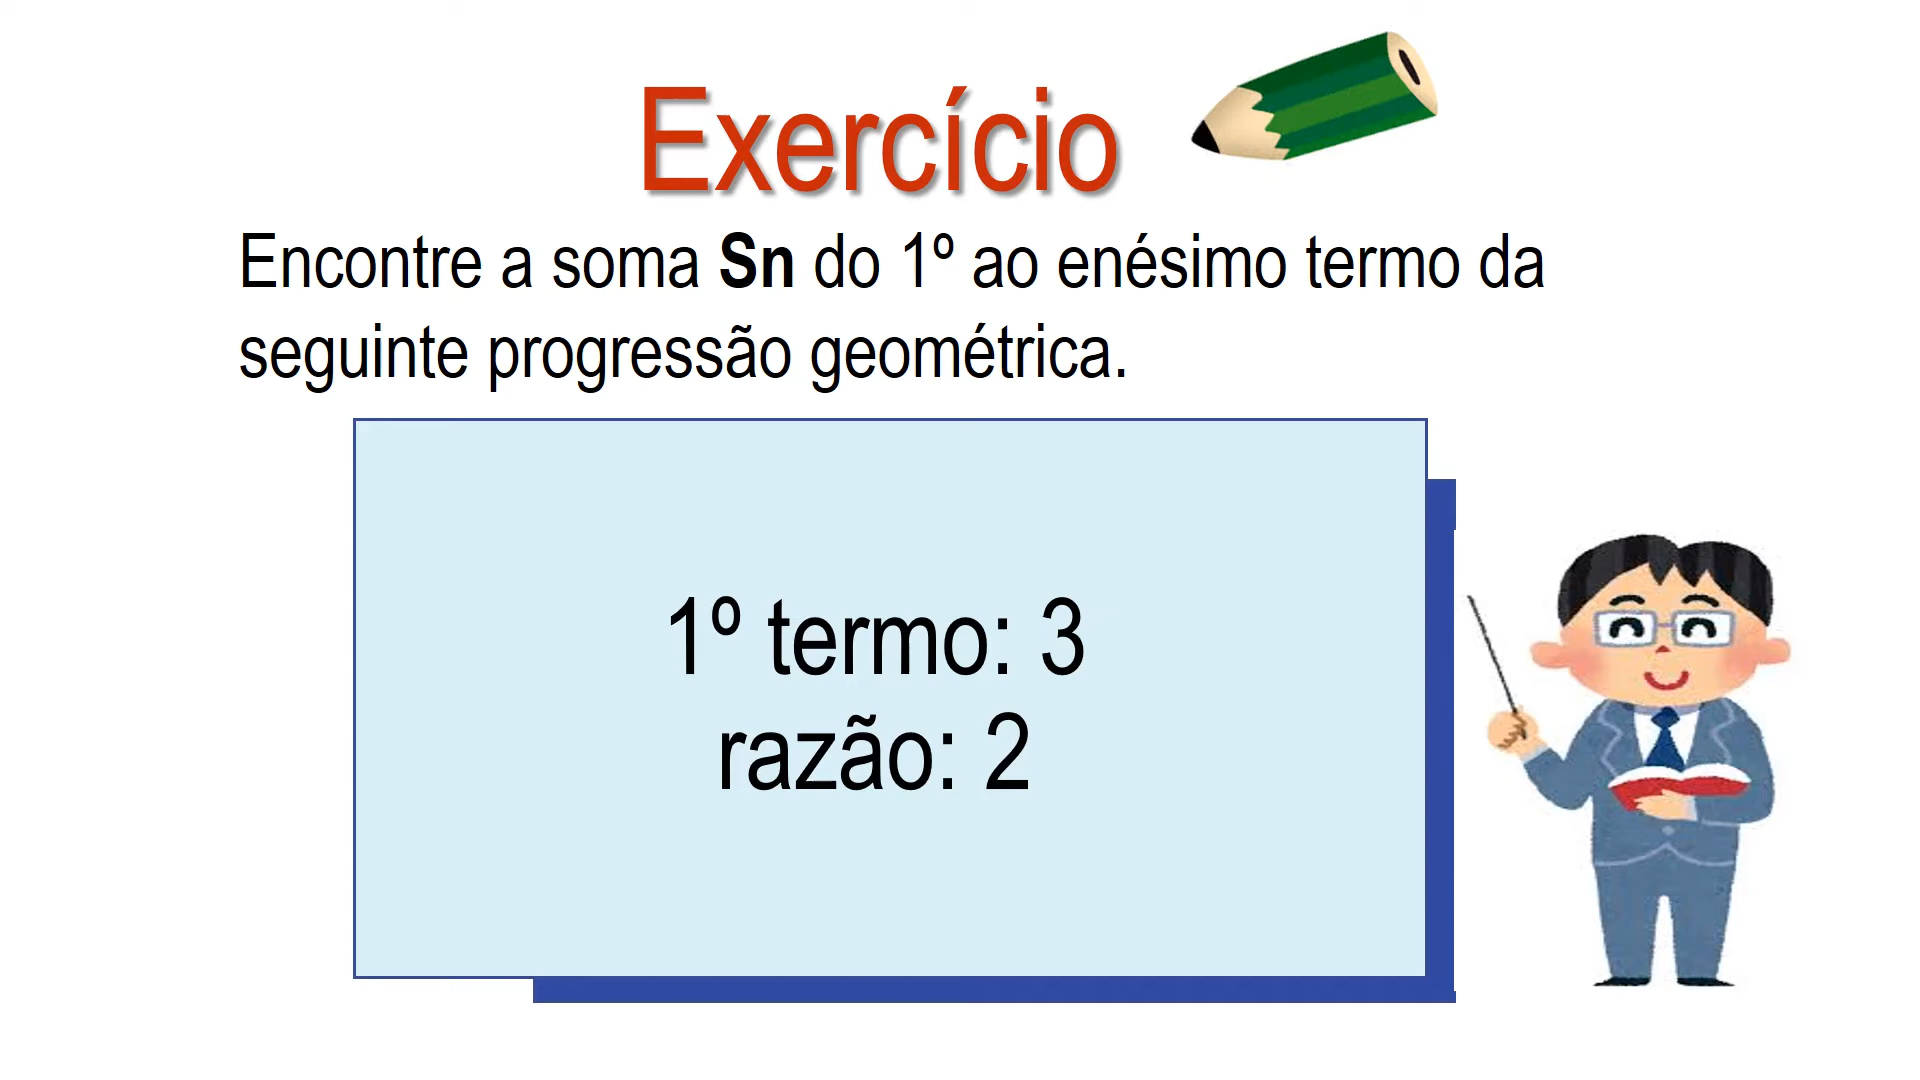 Exercício
Encontre a soma Sn do 1º ao enésimo termo da
seguinte progressão geométrica.
1º termo: 3
razão: 2